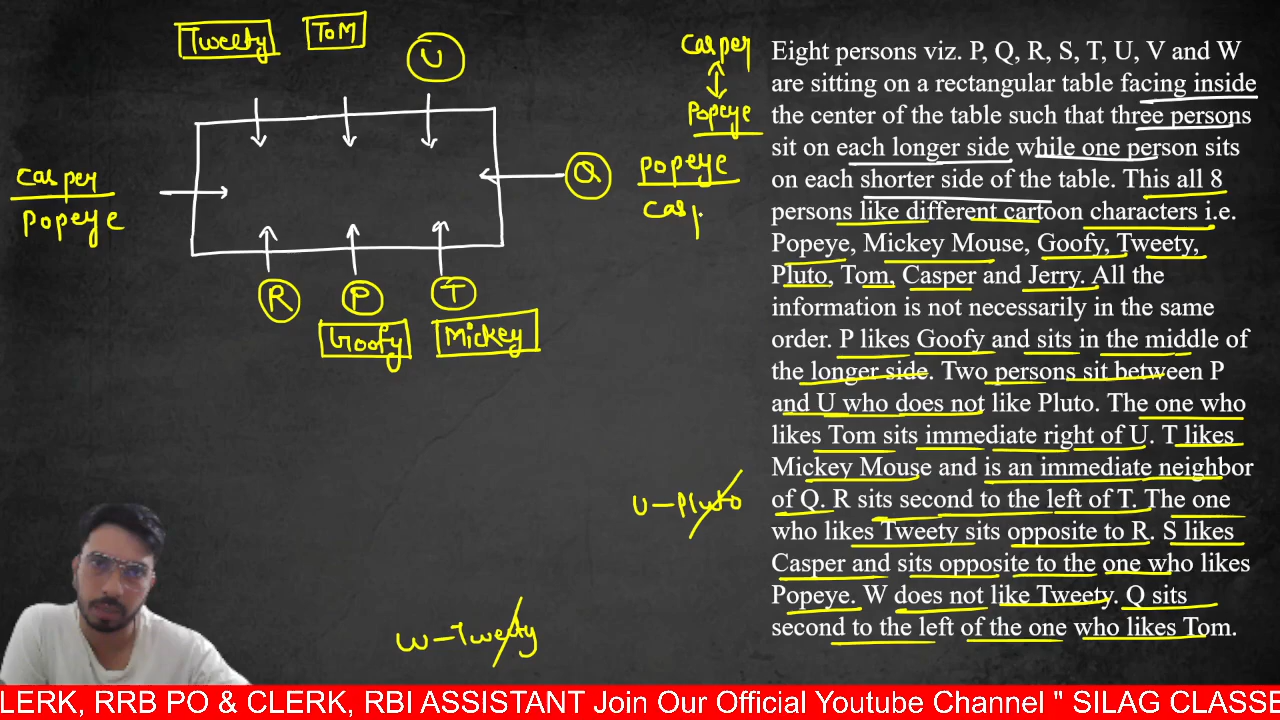 Tweety
ToM
U
Casper
Popeye
Casper
Popeye
Q
Popeye
Casp
R
P
T
Goofy
Mickey
U-Pluto
W-Tweety
Eight persons viz. P, Q, R, S, T, U, V and W
are sitting on a rectangular table facing inside
the center of the table such that three persons
sit on each longer side while one person sits
on each shorter side of the table. This all 8
persons like different cartoon characters i.e.
Popeye, Mickey Mouse, Goofy, Tweety,
Pluto, Tom, Casper and Jerry. All the
information is not necessarily in the same
order. P likes Goofy and sits in the middle of
the longer side. Two persons sit between P
and U who does not like Pluto. The one who
likes Tom sits immediate right of U. T likes
Mickey Mouse and is an immediate neighbor
of Q. R sits second to the left of T. The one
who likes Tweety sits opposite to R. S likes
Casper and sits opposite to the one who likes
Popeye. W does not like Tweety. Q sits
second to the left of the one who likes Tom.
LERK, RRB PO & CLERK, RBI ASSISTANT Join Our Official Youtube Channel " SILAG CLASSE